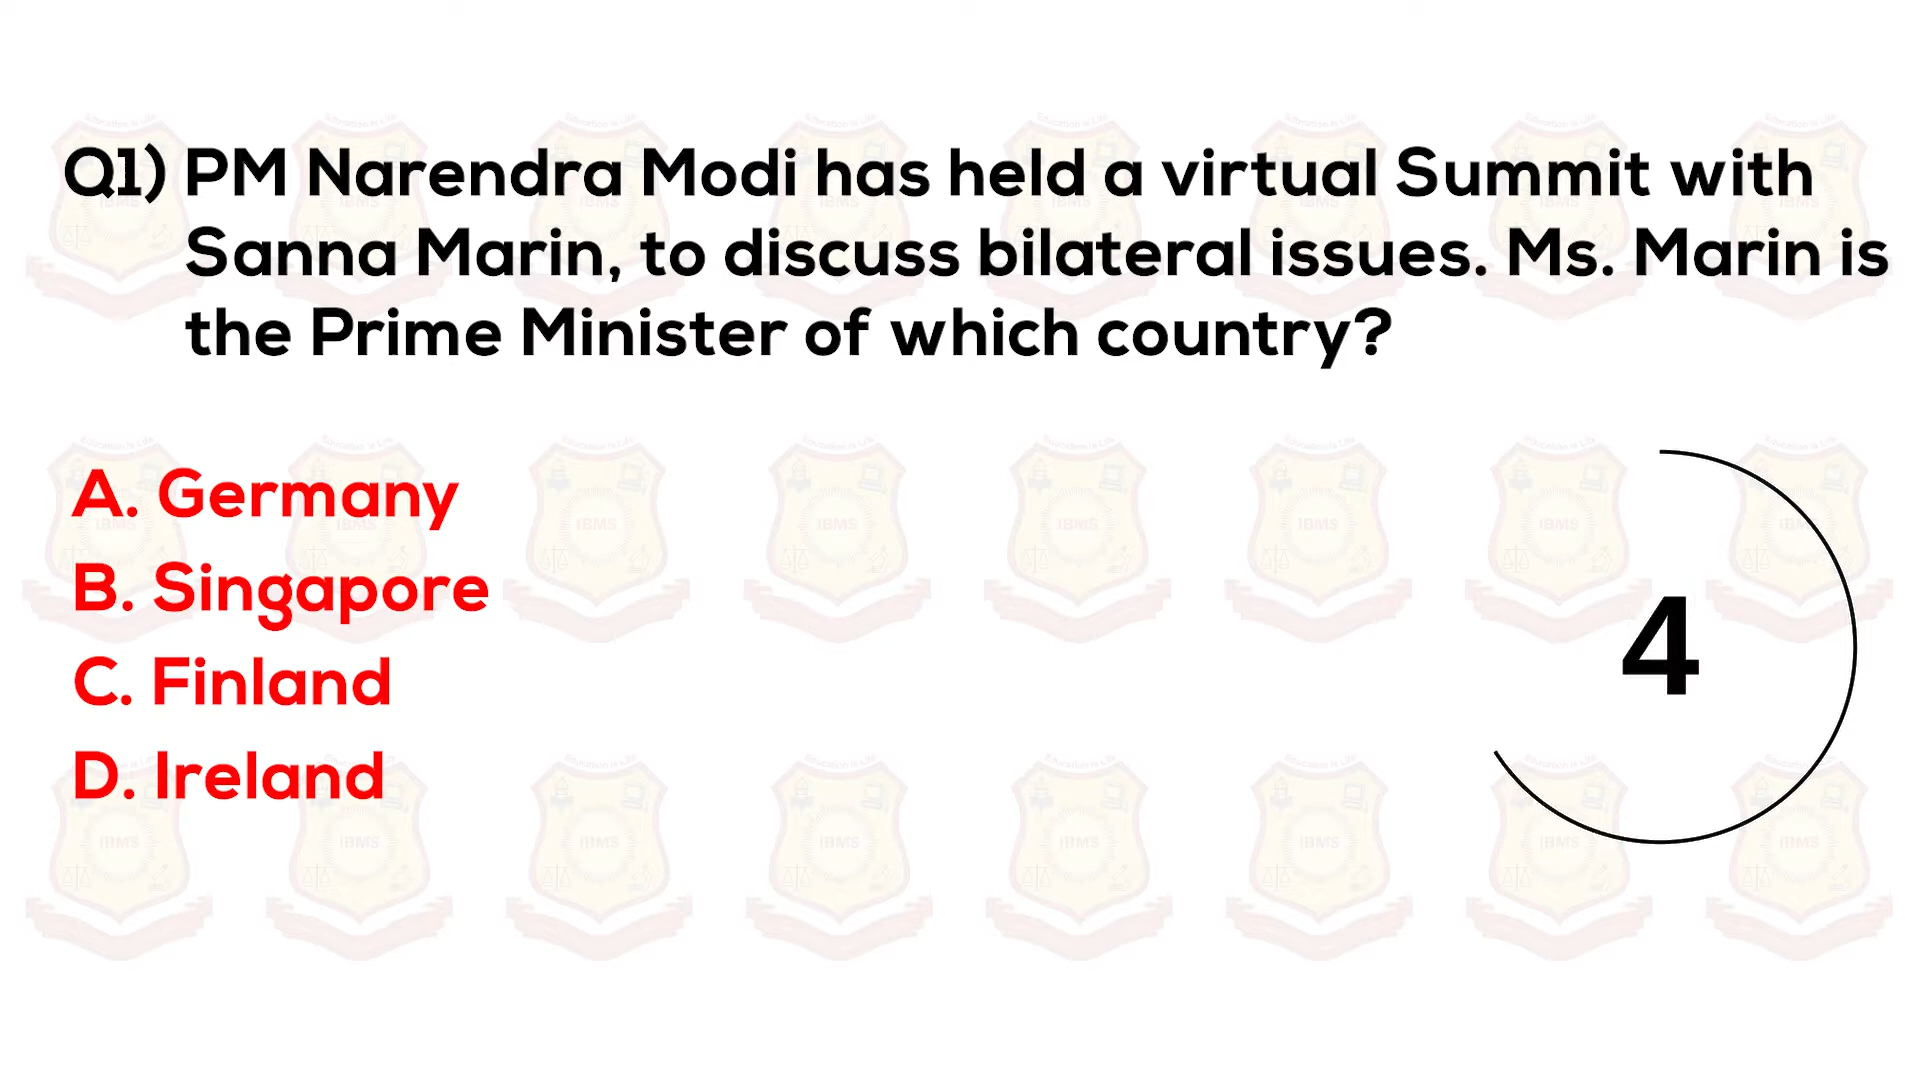 Q1) PM Narendra Modi has held a virtual Summit with
Sanna Marin, to discuss bilateral issues. Ms. Marin is
the Prime Minister of which country?
A. Germany
B. Singapore
C. Finland
D. Ireland
4